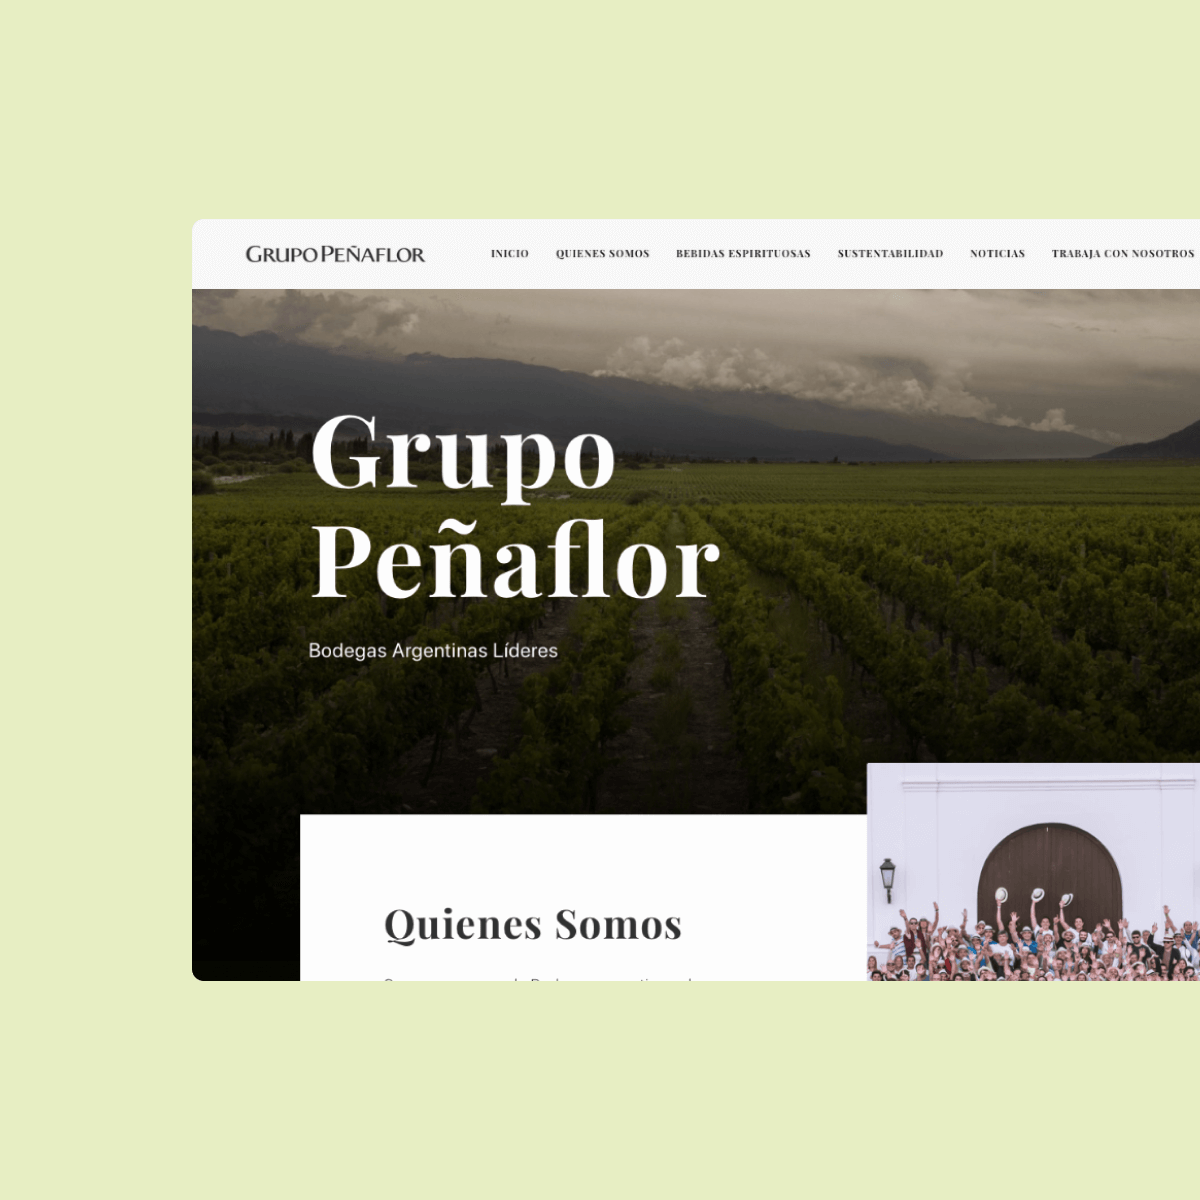 GRUPO PEÑAFLOR
INICIO QUIENES SOMOS BEBIDAS ESPIRITUOSAS SUSTENTABILIDAD NOTICIAS TRABAJA CON NOSOTROS
Grupo
Peñaflor
Bodegas Argentinas Líderes
Quienes Somos